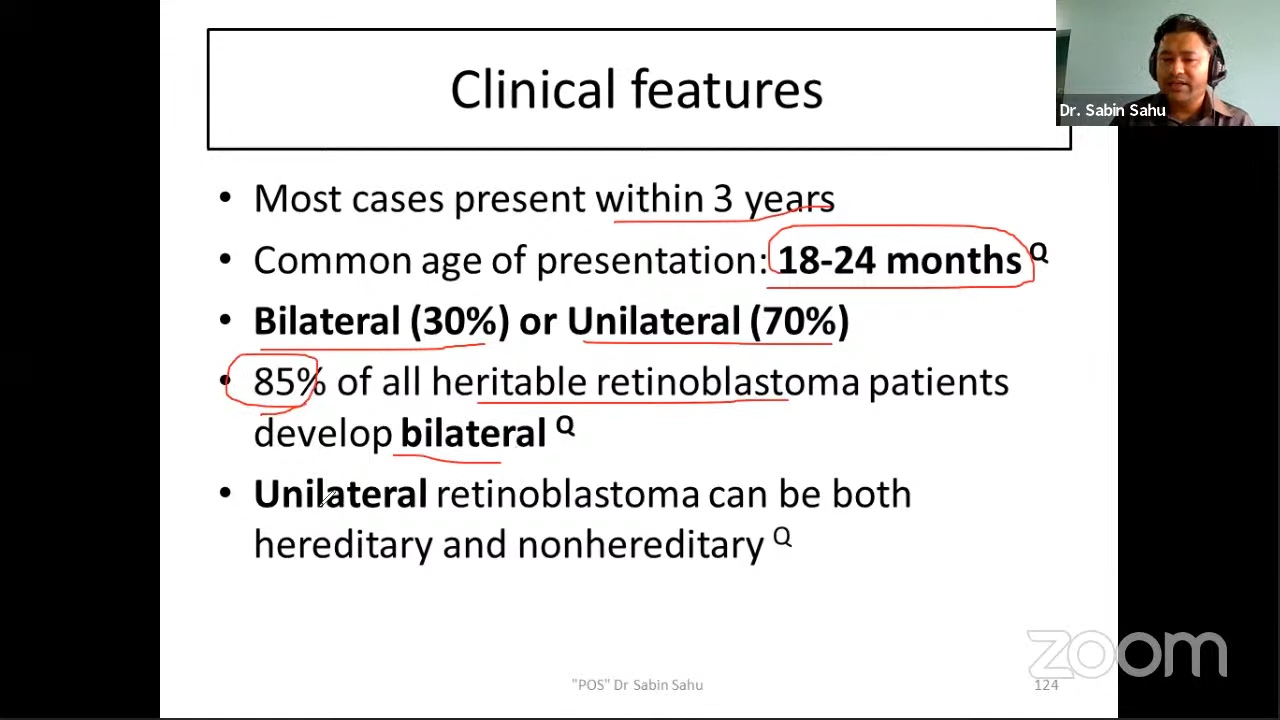 Clinical features
Dr. Sabin Sahu
• Most cases present within 3 years
• Common age of presentation: 18-24 months Q
• Bilateral (30%) or Unilateral (70%)
• 85% of all heritable retinoblastoma patients
develop bilateral Q
• Unilateral retinoblastoma can be both
hereditary and nonhereditary Q
zoom
"POS" Dr Sabin Sahu
124